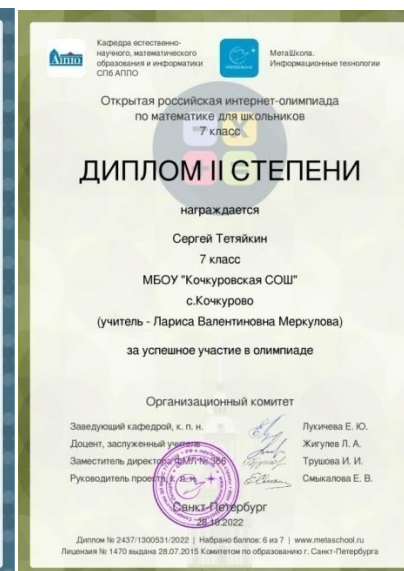 Кафедра естественно-
научного, математического
образования и информатики
СПб АППО
АППО
МетаШкола.
Информационные технологии
Открытая российская интернет-олимпиада
по математике для школьников
7 класс
ДИПЛОМ II СТЕПЕНИ
награждается
Сергей Тетяйкин
7 класс
МБОУ "Кочкуровская СОШ"
с.Кочкурово
(учитель - Лариса Валентиновна Меркулова)
за успешное участие в олимпиаде
Организационный комитет
Заведующий кафедрой, к. п. н. Лукичева Е. Ю.
Доцент, заслуженный учитель Жигулев Л. А.
Заместитель директора ФМЛ № 366 Трушова И. И.
Руководитель проекта, к. ф. н. Смыкалова Е. В.
Санкт-Петербург
28.10.2022
Диплом № 2437/1300531/2022 | Набрано баллов: 6 из 7 | www.metaschool.ru
Лицензия № 1470 выдана 28.07.2015 Комитетом по образованию г. Санкт-Петербурга